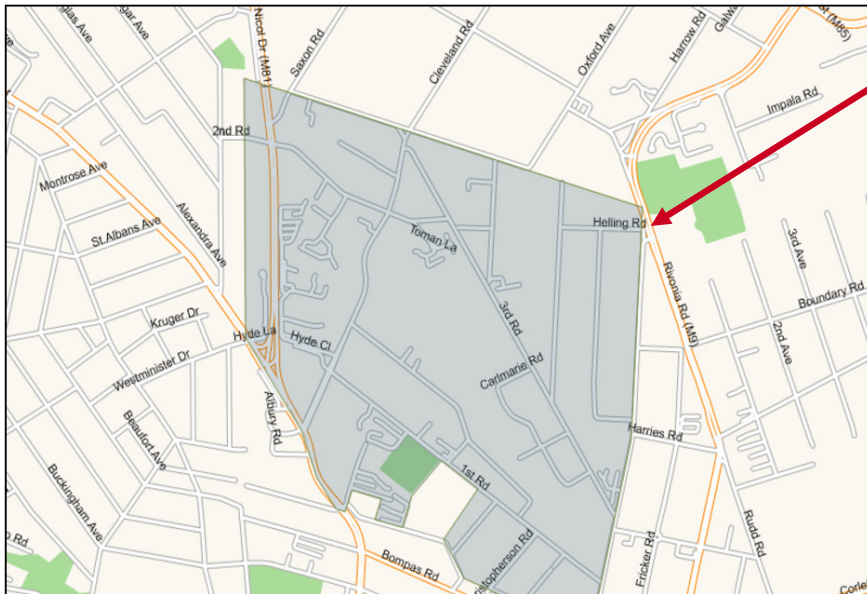 Nicol Dr (M81)
Saxon Rd
Cleveland Rd
Oxford Ave
Harrow Rd
(M85)
Impala Rd
2nd Rd
Montrose Ave
Alexandra Ave
St Albans Ave
Toman La
Helling Rd
3rd Ave
Rivonia Rd (M9)
Boundary Rd
2nd Ave
Kruger Dr
Hyde La
Hyde Cl
3rd Rd
Westminister Dr
Carlmarie Rd
Albury Rd
Beaufort Ave
Harries Rd
1st Rd
Buckingham Ave
Rudd Rd
Bompas Rd
Fricker Rd